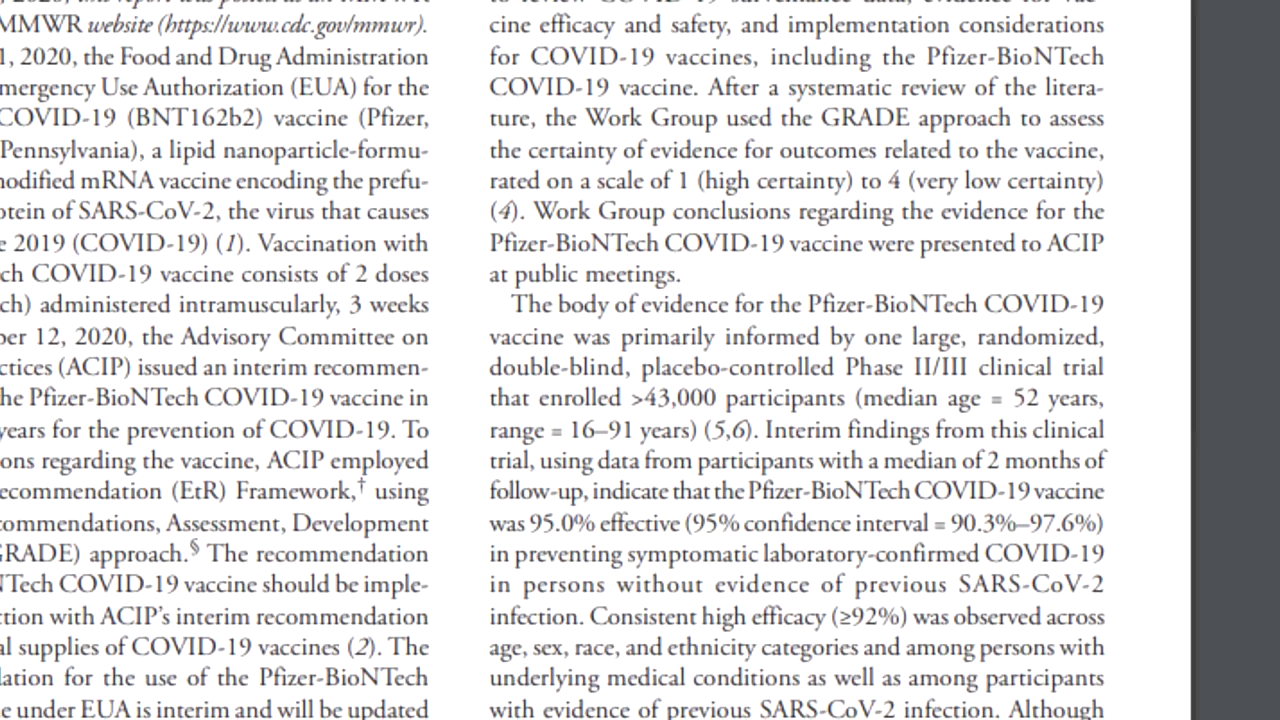 MMWR website (https://www.cdc.gov/mmwr).
1, 2020, the Food and Drug Administration
mergency Use Authorization (EUA) for the
COVID-19 (BNT162b2) vaccine (Pfizer,
Pennsylvania), a lipid nanoparticle-formu-
modified mRNA vaccine encoding the prefu-
otein of SARS-CoV-2, the virus that causes
e 2019 (COVID-19) (1). Vaccination with
ch COVID-19 vaccine consists of 2 doses
ch) administered intramuscularly, 3 weeks
ber 12, 2020, the Advisory Committee on
ctices (ACIP) issued an interim recommen-
he Pfizer-BioNTech COVID-19 vaccine in
years for the prevention of COVID-19. To
ons regarding the vaccine, ACIP employed
ecommendation (EtR) Framework,† using
commendations, Assessment, Development
GRADE) approach.§ The recommendation
NTech COVID-19 vaccine should be imple-
ction with ACIP’s interim recommendation
al supplies of COVID-19 vaccines (2). The
lation for the use of the Pfizer-BioNTech
e under EUA is interim and will be updated
cine efficacy and safety, and implementation considerations
for COVID-19 vaccines, including the Pfizer-BioNTech
COVID-19 vaccine. After a systematic review of the litera-
ture, the Work Group used the GRADE approach to assess
the certainty of evidence for outcomes related to the vaccine,
rated on a scale of 1 (high certainty) to 4 (very low certainty)
(4). Work Group conclusions regarding the evidence for the
Pfizer-BioNTech COVID-19 vaccine were presented to ACIP
at public meetings.
The body of evidence for the Pfizer-BioNTech COVID-19
vaccine was primarily informed by one large, randomized,
double-blind, placebo-controlled Phase II/III clinical trial
that enrolled >43,000 participants (median age = 52 years,
range = 16–91 years) (5,6). Interim findings from this clinical
trial, using data from participants with a median of 2 months of
follow-up, indicate that the Pfizer-BioNTech COVID-19 vaccine
was 95.0% effective (95% confidence interval = 90.3%–97.6%)
in preventing symptomatic laboratory-confirmed COVID-19
in persons without evidence of previous SARS-CoV-2
infection. Consistent high efficacy (≥92%) was observed across
age, sex, race, and ethnicity categories and among persons with
underlying medical conditions as well as among participants
with evidence of previous SARS-CoV-2 infection. Although